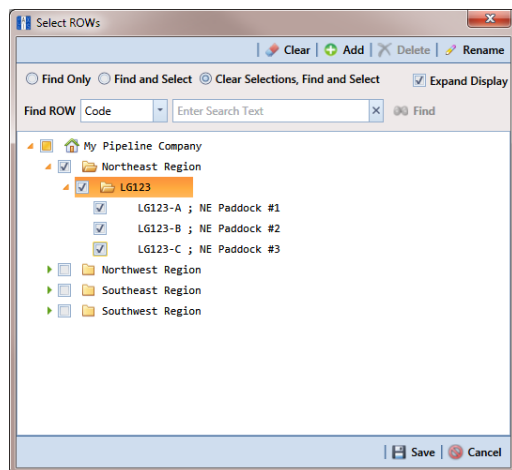 Select ROWs
Clear Add Delete Rename
Find Only Find and Select Clear Selections, Find and Select Expand Display
Find ROW Code Enter Search Text Find
My Pipeline Company
Northeast Region
LG123
LG123-A ; NE Paddock #1
LG123-B ; NE Paddock #2
LG123-C ; NE Paddock #3
Northwest Region
Southeast Region
Southwest Region
Save Cancel